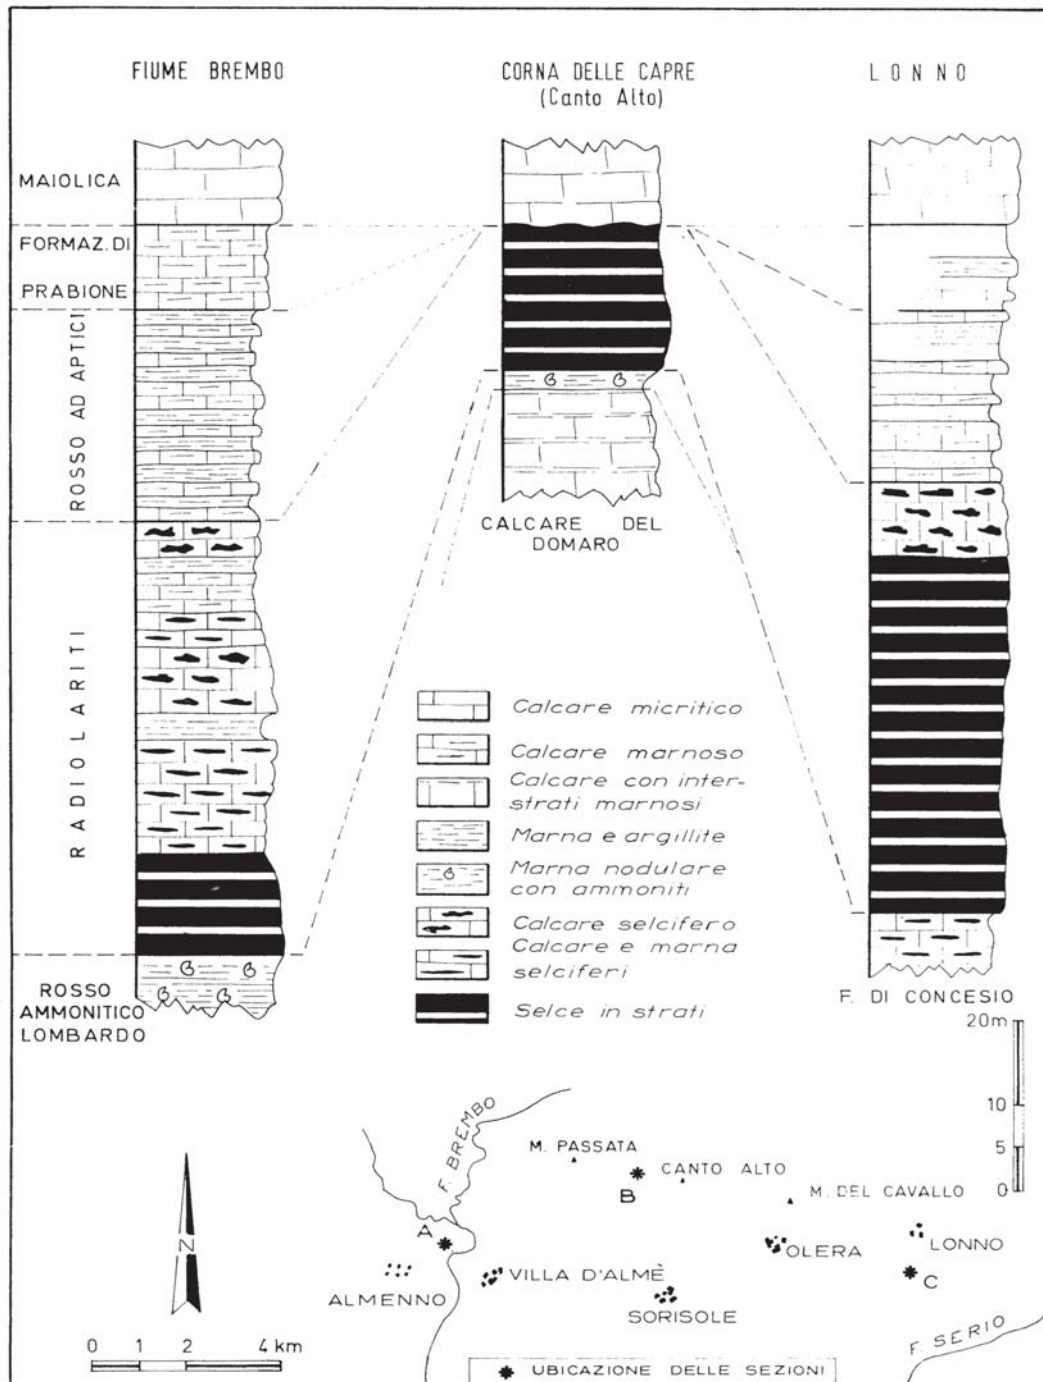 FIUME BREMBO
CORNA DELLE CAPRE
(Canto Alto)
LONNO
MAIOLICA
FORMAZ. DI
PRABIONE
ROSSO AD APTICI
RADIOLARITI
ROSSO
AMMONITICO
LOMBARDO
CALCARE DEL
DOMARO
F. DI CONCESIO
Calcare micritico
Calcare marnoso
Calcare con inter-
strati marnosi
Marna e argillite
Marna nodulare
con ammoniti
Calcare selcifero
Calcare e marna
selciferi
Selce in strati
20m
10
5
0
F. BREMBO
M. PASSATA
CANTO ALTO
B
M. DEL CAVALLO
A
OLERA
LONNO
C
ALMENNO
VILLA D'ALMÈ
SORISOLE
F. SERIO
N
0 1 2 4 km
UBICAZIONE DELLE SEZIONI